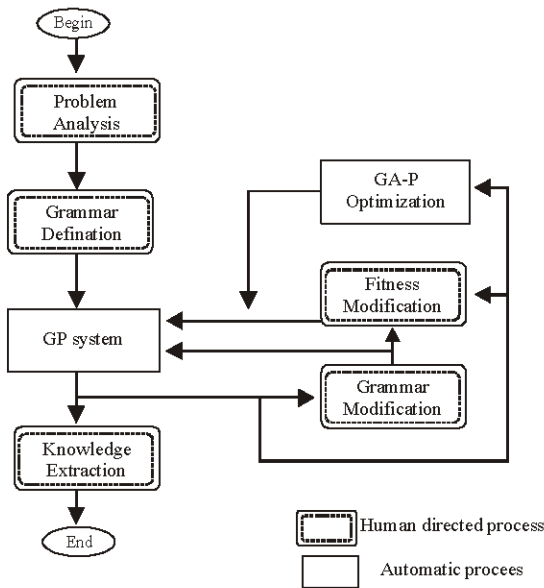 Begin
Problem
Analysis
Grammar
Defination
GP system
Knowledge
Extraction
End
GA-P
Optimization
Fitness
Modification
Grammar
Modification
Human directed process
Automatic procees